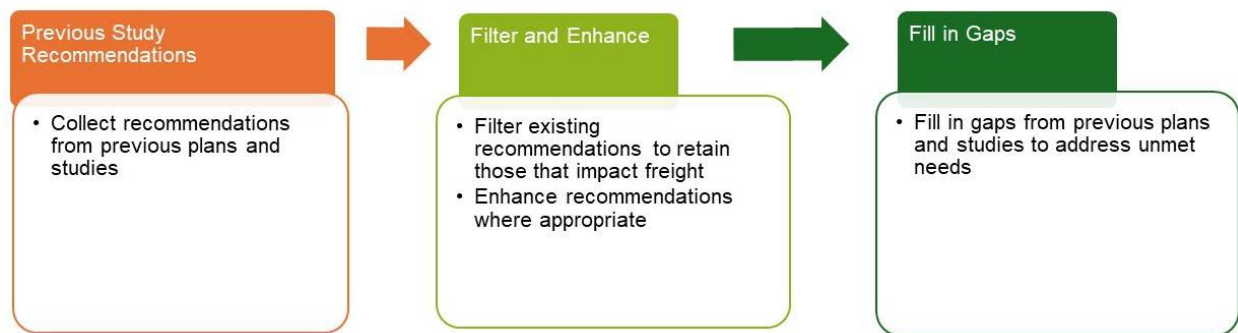 Previous Study
Recommendations
• Collect recommendations
from previous plans and
studies
Filter and Enhance
• Filter existing
recommendations to retain
those that impact freight
• Enhance recommendations
where appropriate
Fill in Gaps
• Fill in gaps from previous plans
and studies to address unmet
needs